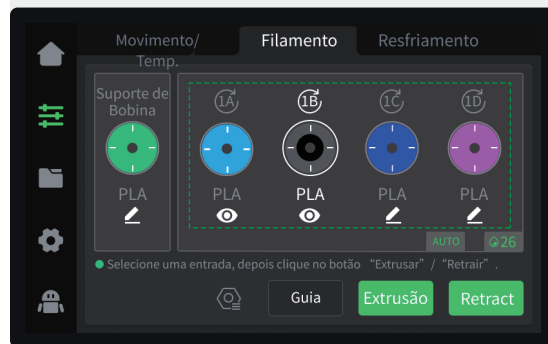 Movimento/
Temp.
Filamento
Resfriamento
Suporte de
Bobina
1A
1B
1C
1D
PLA
PLA
PLA
PLA
PLA
AUTO
26
Selecione uma entrada, depois clique no botão “Extrusar” / “Retrair” .
Guia
Extrusão
Retract